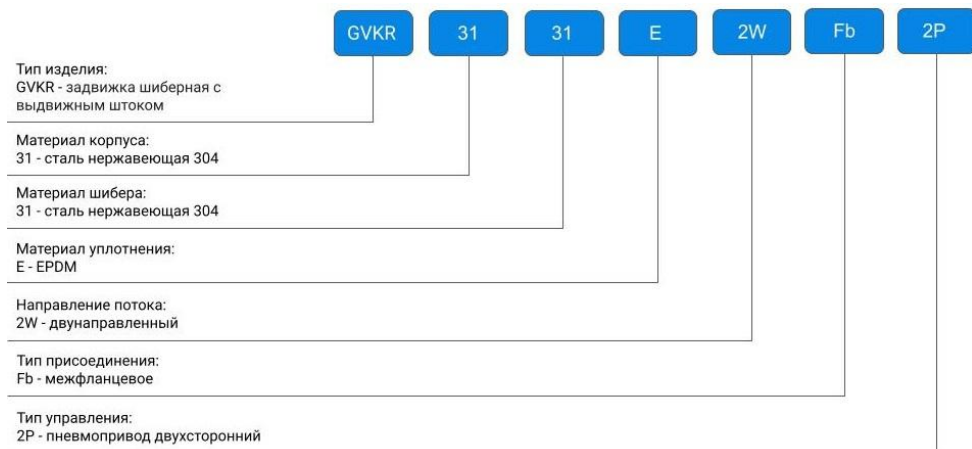 GVKR 31 31 E 2W Fb 2P
Тип изделия:
GVKR - задвижка шиберная с
выдвижным штоком
Материал корпуса:
31 - сталь нержавеющая 304
Материал шибера:
31 - сталь нержавеющая 304
Материал уплотнения:
E - EPDM
Направление потока:
2W - двунаправленный
Тип присоединения:
Fb - межфланцевое
Тип управления:
2P - пневмопривод двухсторонний